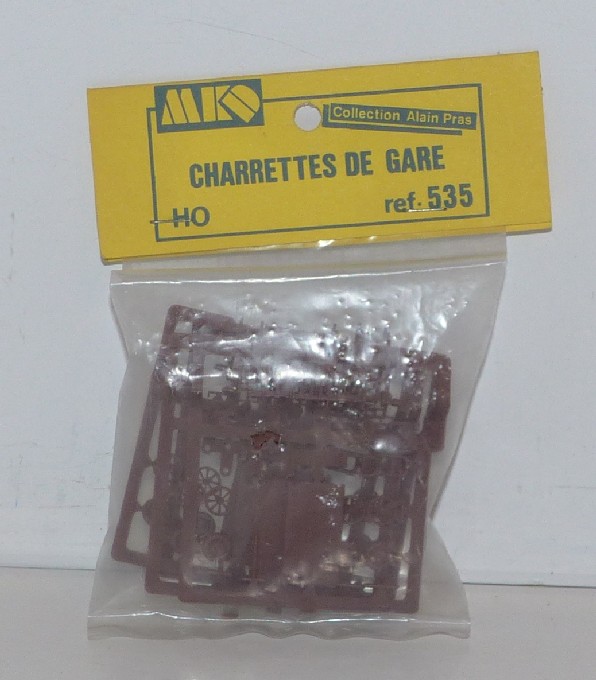 MKD
Collection Alain Pras
CHARRETTES DE GARE
HO
ref. 535